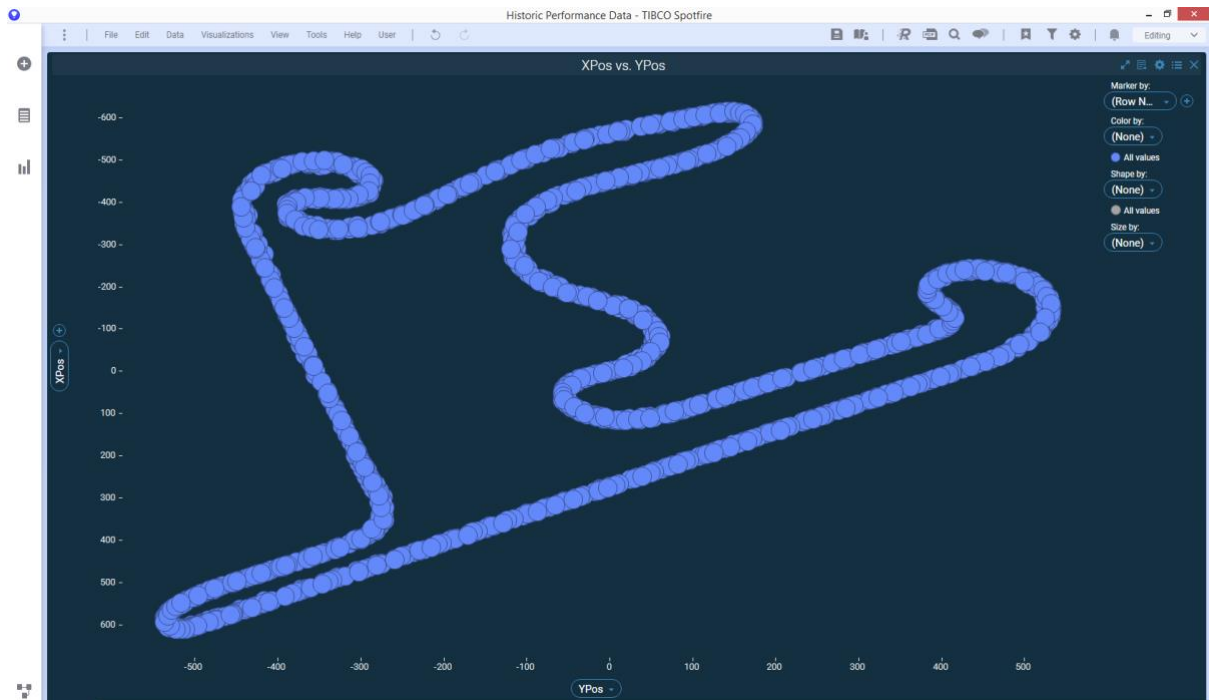 Historic Performance Data - TIBCO Spotfire
File Edit Data Visualizations View Tools Help User Editing
XPos vs. YPos
Marker by:
(Row N...
Color by:
(None)
All values
Shape by:
(None)
All values
Size by:
(None)
XPos
-600
-500
-400
-300
-200
-100
0
100
200
300
400
500
600
-500 -400 -300 -200 -100 0 100 200 300 400 500
YPos